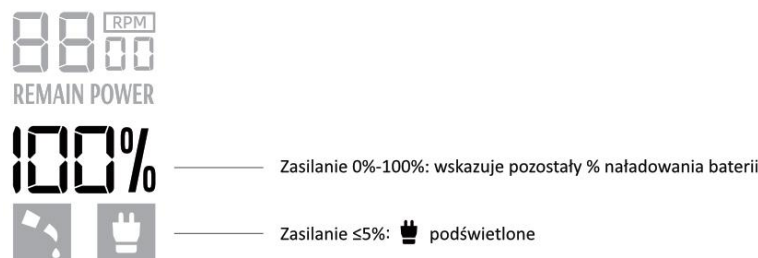 88 RPM
00
REMAIN POWER
100%
Zasilanie 0%-100%: wskazuje pozostały % naładowania baterii
Zasilanie ≤5%: podświetlone